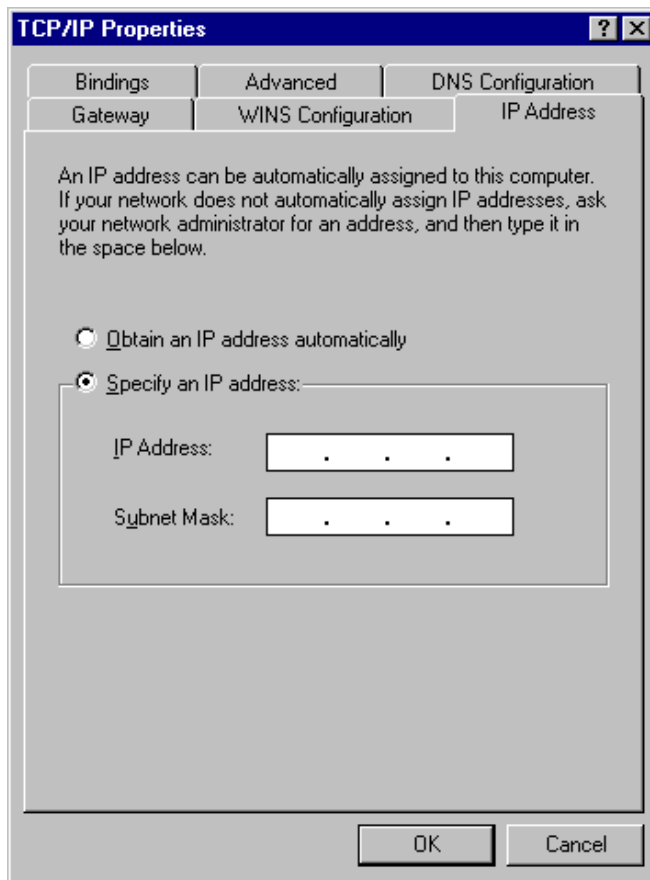 TCP/IP Properties
Bindings
Advanced
DNS Configuration
Gateway
WINS Configuration
IP Address
An IP address can be automatically assigned to this computer.
If your network does not automatically assign IP addresses, ask
your network administrator for an address, and then type it in
the space below.
Obtain an IP address automatically
Specify an IP address:
IP Address:
. . .
Subnet Mask:
. . .
OK
Cancel